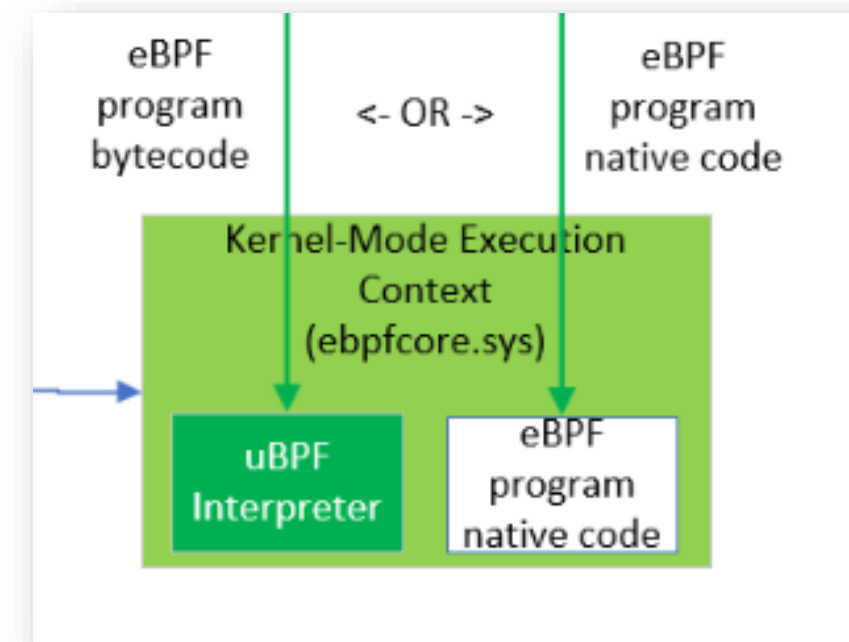 eBPF
program
bytecode
<- OR ->
eBPF
program
native code
Kernel-Mode Execution
Context
(ebpfcore.sys)
uBPF
Interpreter
eBPF
program
native code